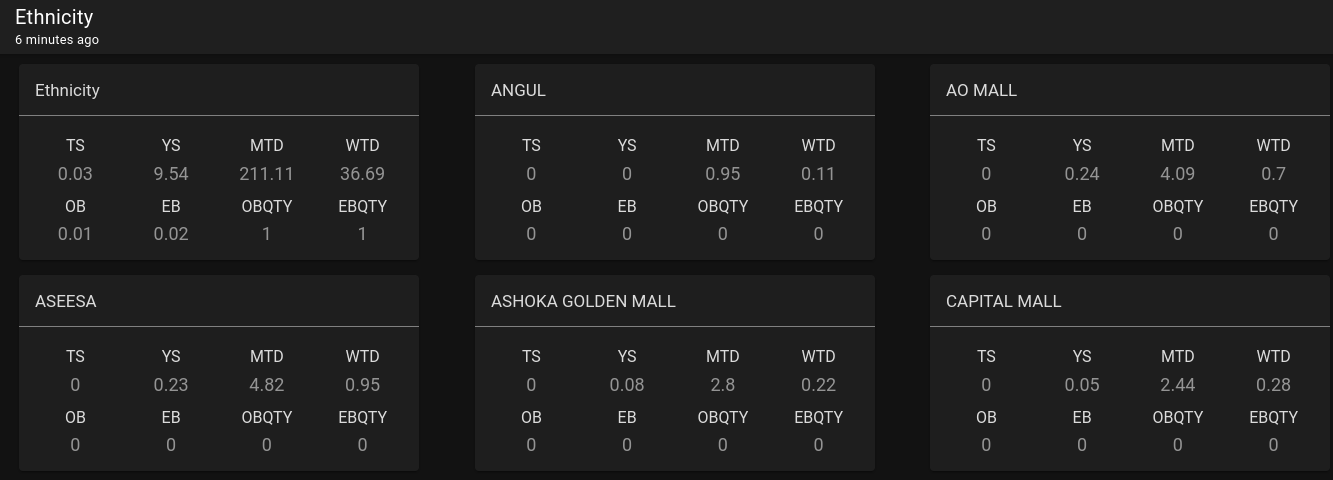 Ethnicity
6 minutes ago
Ethnicity
TS YS MTD WTD
0.03 9.54 211.11 36.69
OB EB OBQTY EBQTY
0.01 0.02 1 1
ANGUL
TS YS MTD WTD
0 0 0.95 0.11
OB EB OBQTY EBQTY
0 0 0 0
AO MALL
TS YS MTD WTD
0 0.24 4.09 0.7
OB EB OBQTY EBQTY
0 0 0 0
ASEESA
TS YS MTD WTD
0 0.23 4.82 0.95
OB EB OBQTY EBQTY
0 0 0 0
ASHOKA GOLDEN MALL
TS YS MTD WTD
0 0.08 2.8 0.22
OB EB OBQTY EBQTY
0 0 0 0
CAPITAL MALL
TS YS MTD WTD
0 0.05 2.44 0.28
OB EB OBQTY EBQTY
0 0 0 0